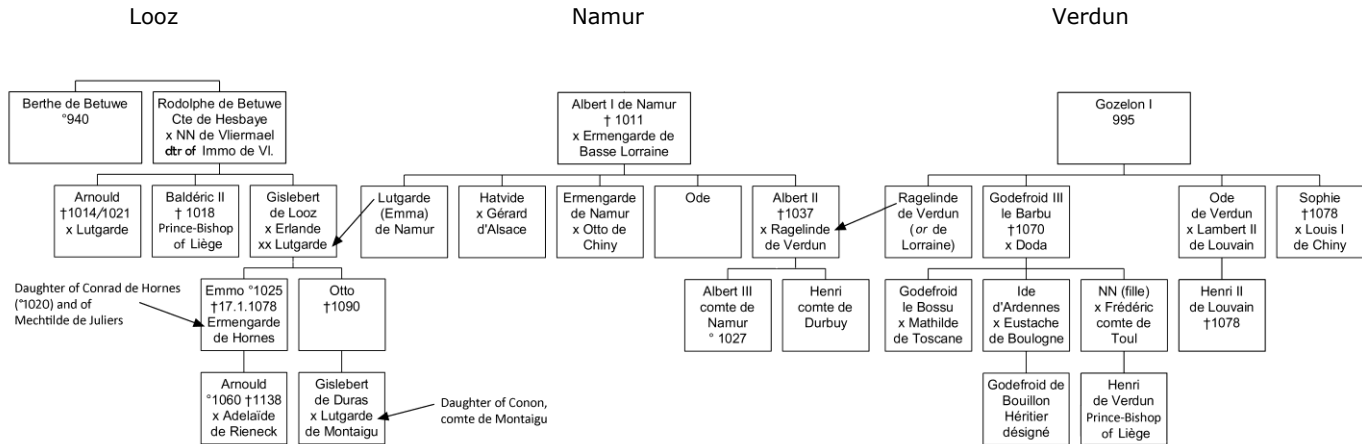 Looz
Namur
Verdun
Berthe de Betuwe
°940
Rodolphe de Betuwe
Cte de Hesbaye
x NN de Vliermael
dtr of Immo de Vl.
Albert I de Namur
† 1011
x Ermengarde de
Basse Lorraine
Gozelon I
995
Arnould
†1014/1021
x Lutgarde
Baldéric II
† 1018
Prince-Bishop
of Liège
Gislebert
de Looz
x Erlande
xx Lutgarde
Lutgarde
(Emma)
de Namur
Hatvide
x Gérard
d'Alsace
Ermengarde
de Namur
x Otto de
Chiny
Ode
Albert II
†1037
x Ragelinde
de Verdun
Ragelinde
de Verdun
(or de
Lorraine)
Godefroid III
le Barbu
†1070
x Doda
Ode
de Verdun
x Lambert II
de Louvain
Sophie
†1078
x Louis I
de Chiny
Daughter of Conrad de Hornes
(°1020) and of
Mechtilde de Juliers
Emmo °1025
†17.1.1078
Ermengarde
de Hornes
Otto
†1090
Albert III
comte de
Namur
° 1027
Henri
comte de
Durbuy
Godefroid
le Bossu
x Mathilde
de Toscane
Ide
d'Ardennes
x Eustache
de Boulogne
NN (fille)
x Frédéric
comte de
Toul
Henri II
de Louvain
†1078
Arnould
°1060 †1138
x Adelaïde
de Rieneck
Gislebert
de Duras
x Lutgarde
de Montaigu
Daughter of Conon,
comte de Montaigu
Godefroid de
Bouillon
Héritier
désigné
Henri
de Verdun
Prince-Bishop
of Liège